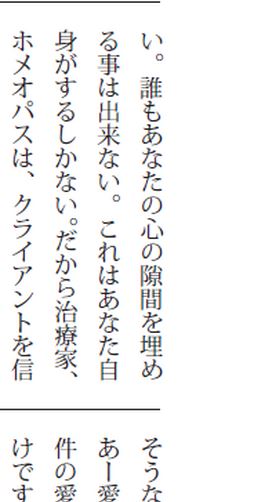 い。誰もあなたの心の隙間を埋め
る事は出来ない。これはあなた自
身がするしかない。だから治療家、
ホメオパスは、クライアントを信
そうな
あー愛
件の愛
けです